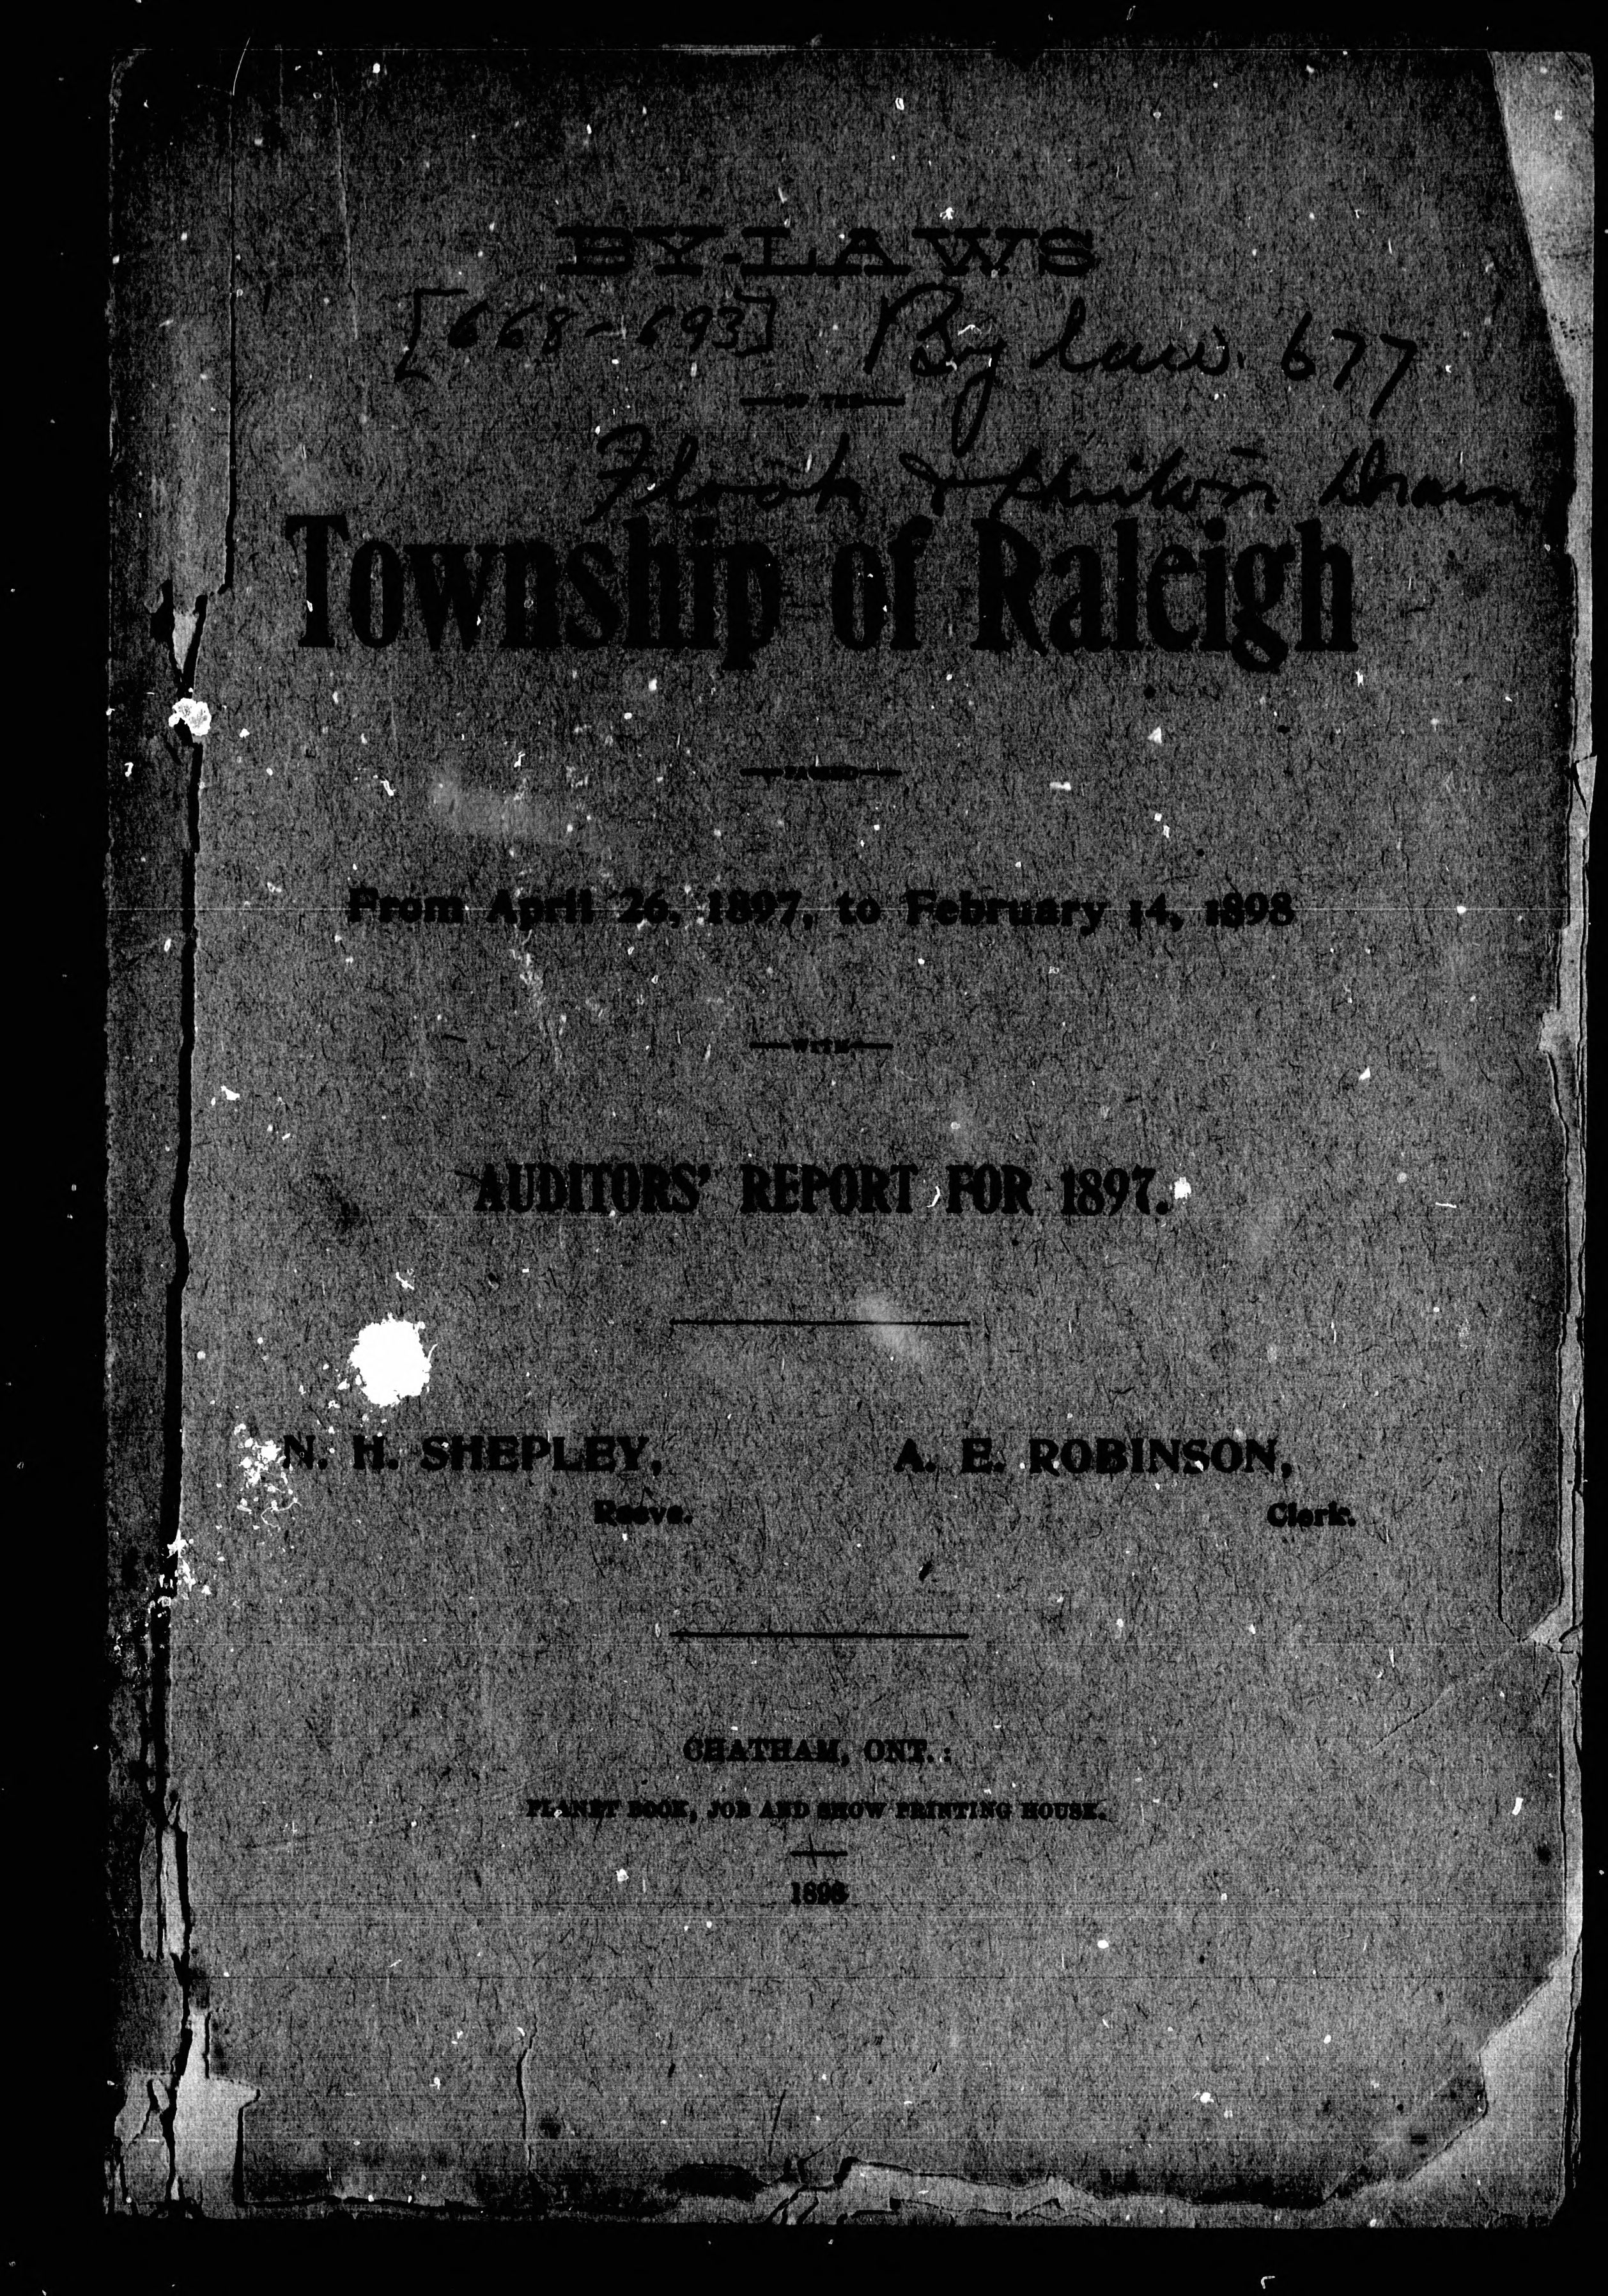 BY-LAWS
[668-693] By law. 677
—OF THE—
Drain
Township of Raleigh
—PASSED—
From April 26, 1897, to February 14, 1898
—WITH—
AUDITORS' REPORT FOR 1897.
N. H. SHEPLEY, A. E. ROBINSON,
Reeve. Clerk.
CHATHAM, ONT. :
PLANET BOOK, JOB AND SHOW PRINTING HOUSE.
1898